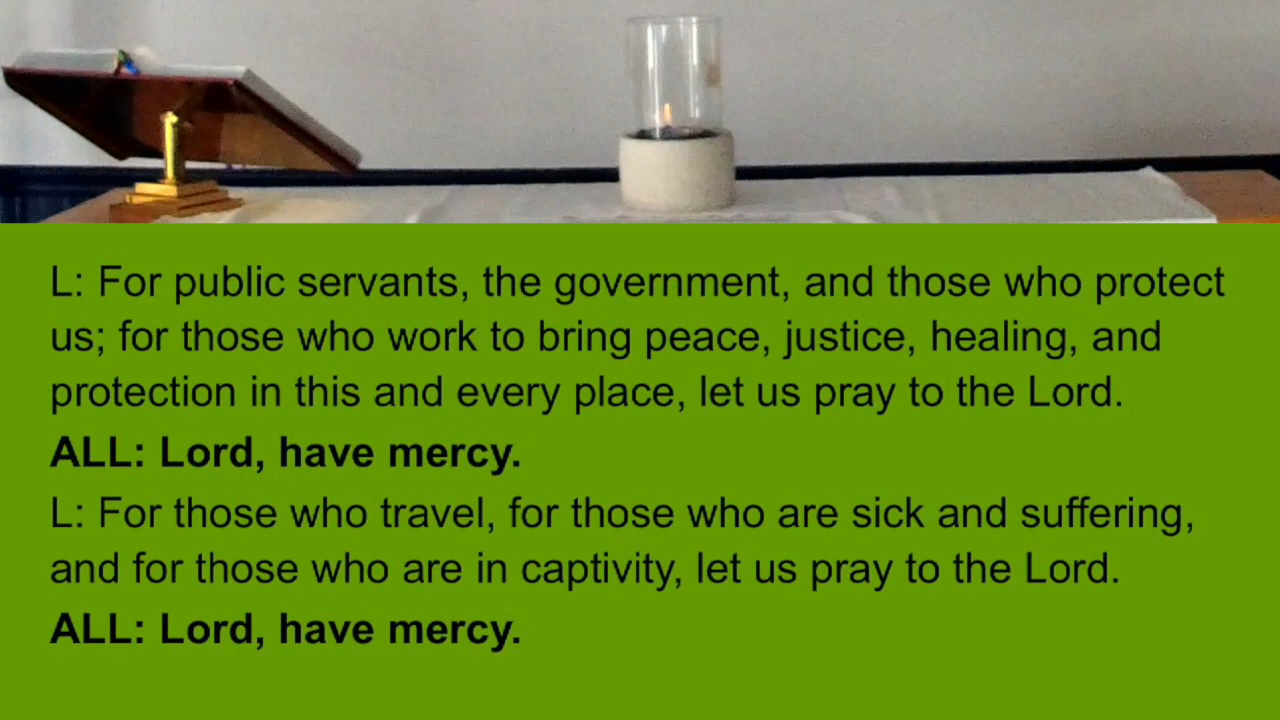 L: For public servants, the government, and those who protect
us; for those who work to bring peace, justice, healing, and
protection in this and every place, let us pray to the Lord.
ALL: Lord, have mercy.
L: For those who travel, for those who are sick and suffering,
and for those who are in captivity, let us pray to the Lord.
ALL: Lord, have mercy.